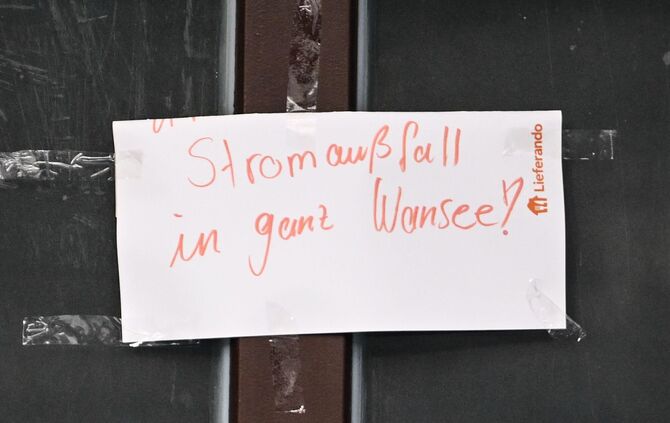 Stromaußfall
in ganz Wansee!
Lieferando